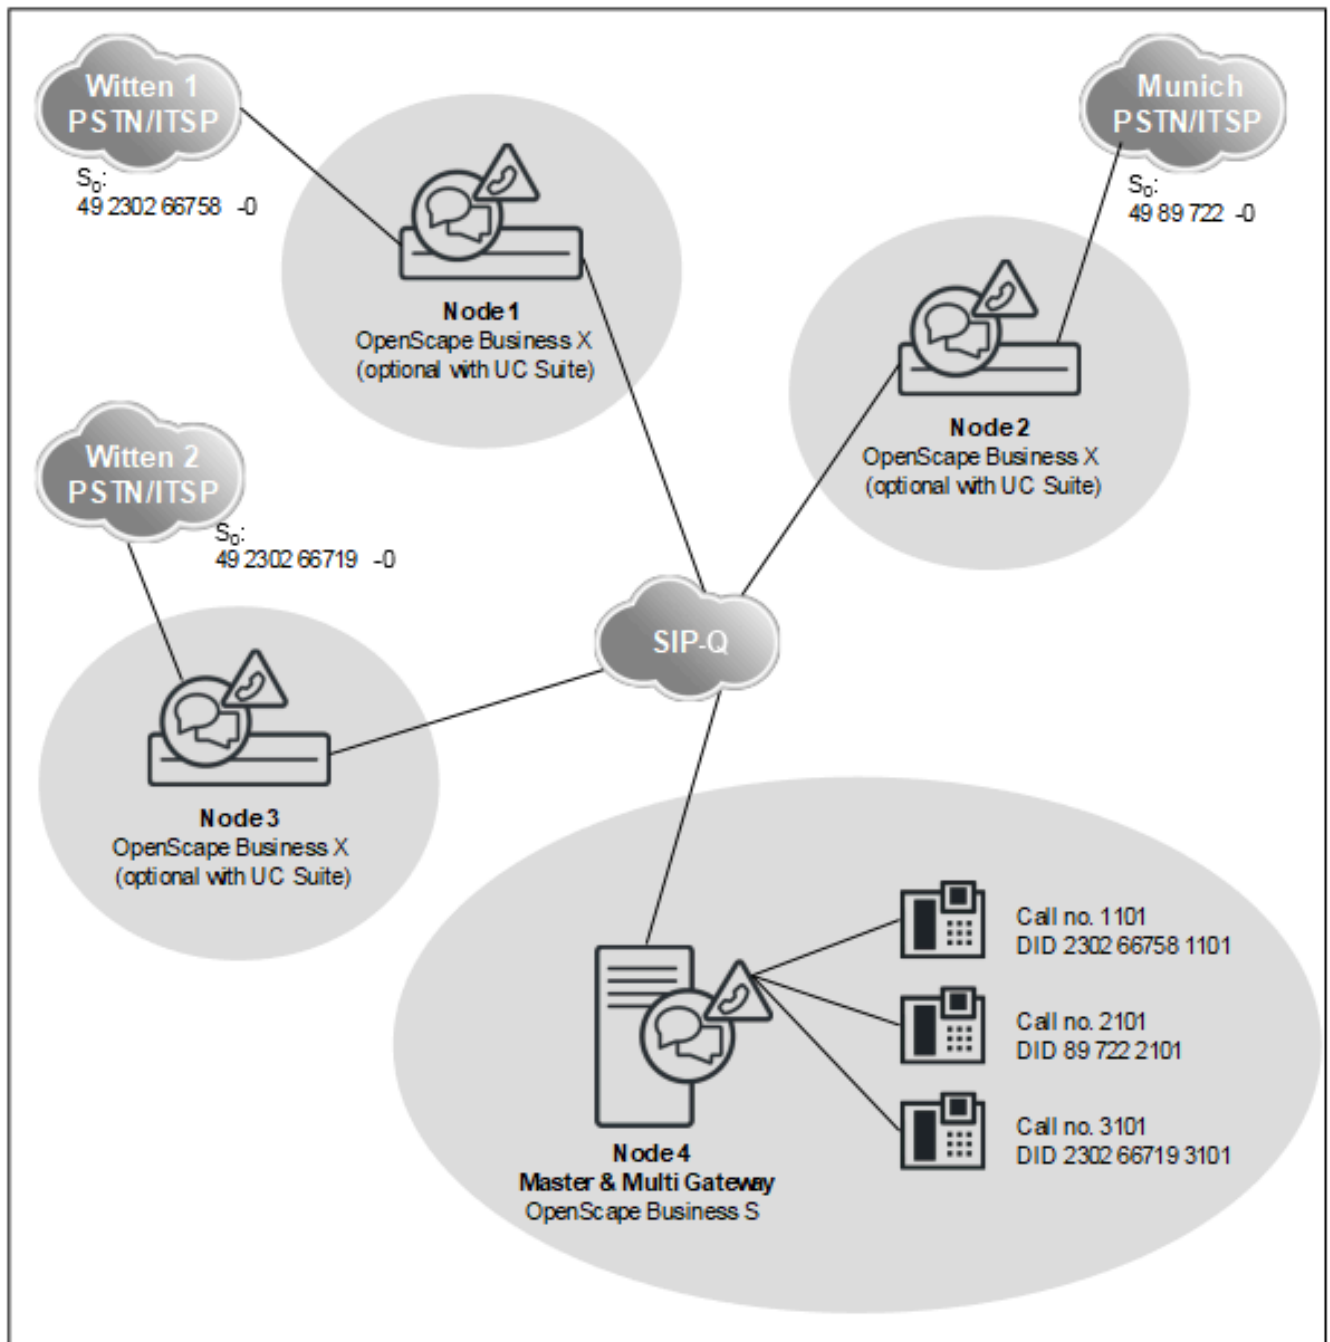 Witten 1
PSTN/ITSP
S0:
49 2302 66758 -0
Munich
PSTN/ITSP
S0:
49 89 722 -0
Node 1
OpenScape Business X
(optional with UC Suite)
Node 2
OpenScape Business X
(optional with UC Suite)
Witten 2
PSTN/ITSP
S0:
49 2302 66719 -0
SIP-Q
Node 3
OpenScape Business X
(optional with UC Suite)
Call no. 1101
DID 2302 66758 1101
Call no. 2101
DID 89 722 2101
Call no. 3101
DID 2302 66719 3101
Node 4
Master & Multi Gateway
OpenScape Business S